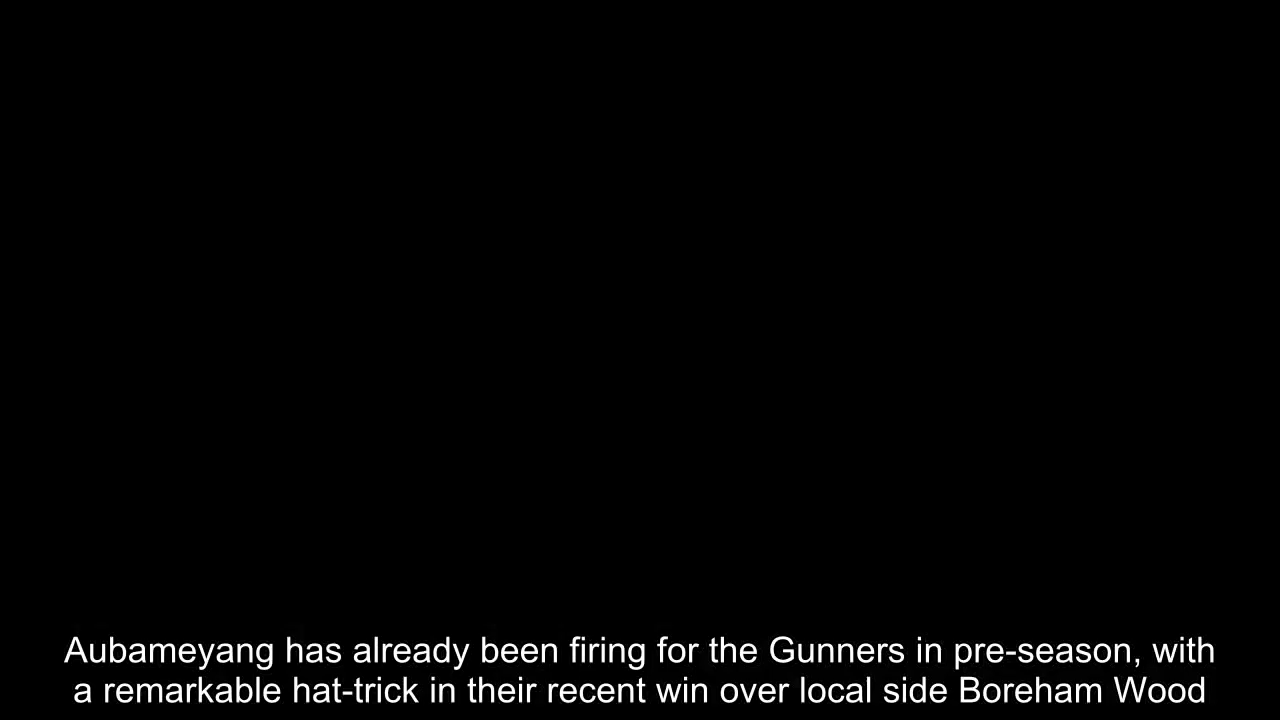 Aubameyang has already been firing for the Gunners in pre-season, with
a remarkable hat-trick in their recent win over local side Boreham Wood